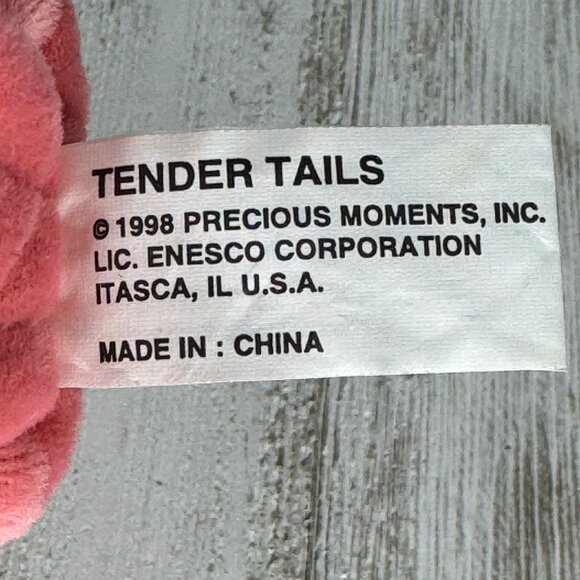 TENDER TAILS
© 1998 PRECIOUS MOMENTS, INC.
LIC. ENESCO CORPORATION
ITASCA, IL U.S.A.
MADE IN : CHINA